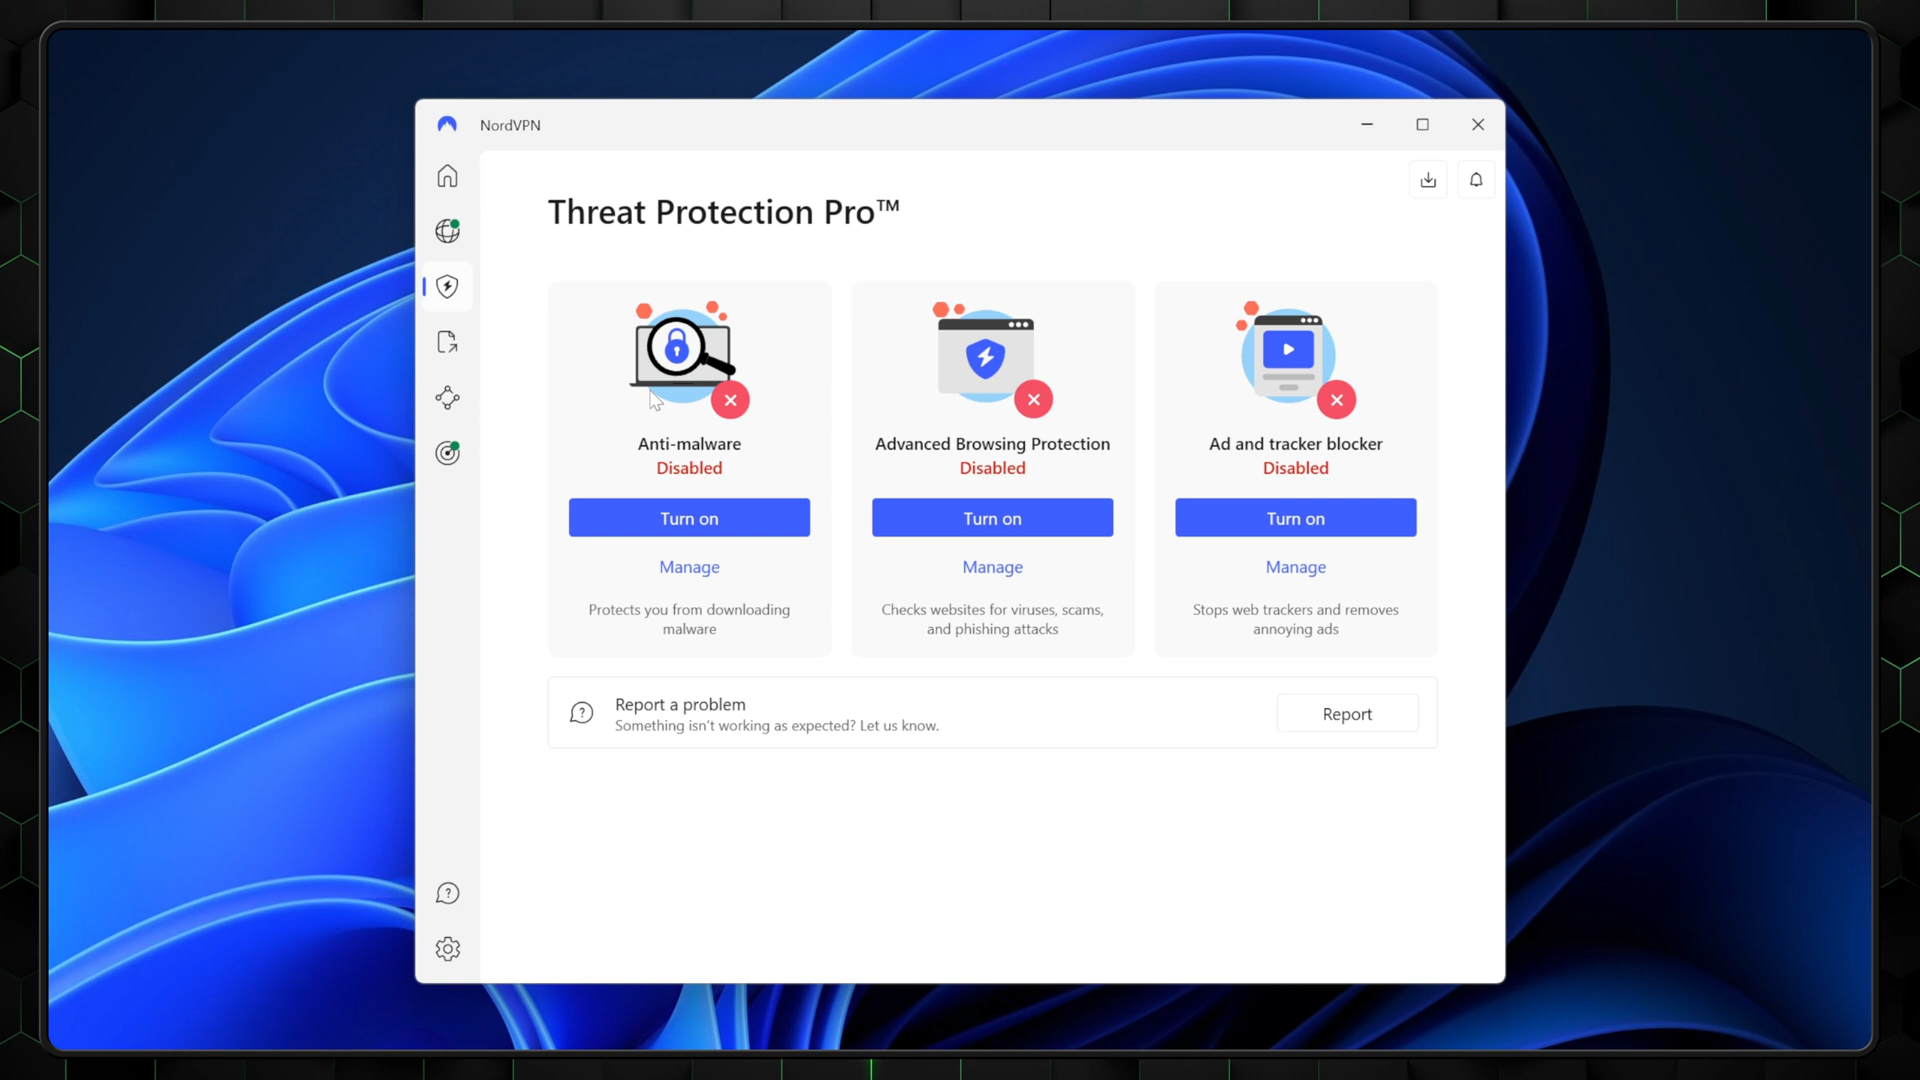 NordVPN
Threat Protection Pro™
Anti-malware
Disabled
Turn on
Manage
Protects you from downloading
malware
Advanced Browsing Protection
Disabled
Turn on
Manage
Checks websites for viruses, scams,
and phishing attacks
Ad and tracker blocker
Disabled
Turn on
Manage
Stops web trackers and removes
annoying ads
Report a problem
Something isn't working as expected? Let us know.
Report